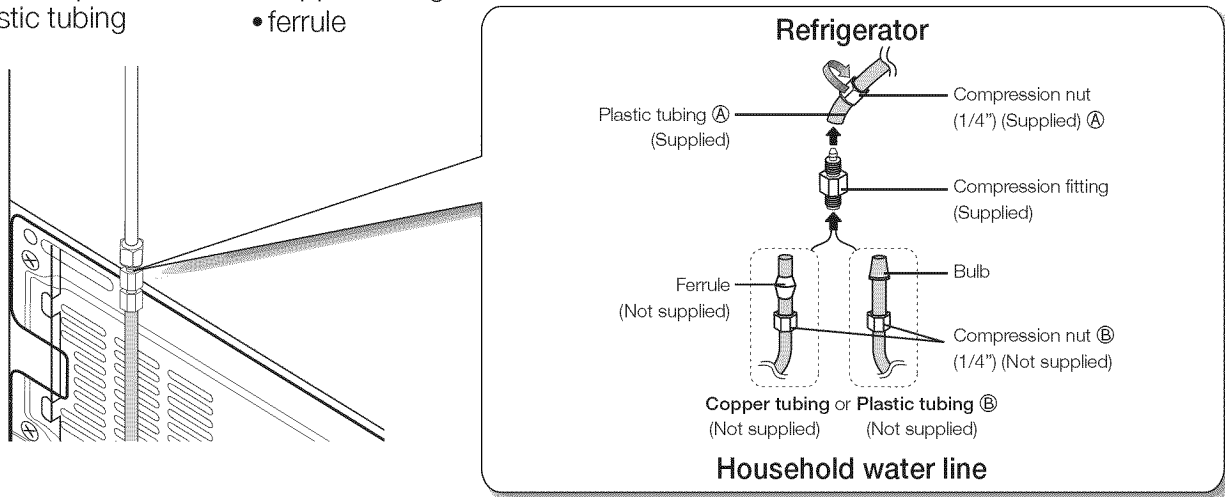 stic tubing
• ferrule
Refrigerator
Plastic tubing Ⓐ
(Supplied)
Compression nut
(1/4”) (Supplied) Ⓐ
Compression fitting
(Supplied)
Ferrule
(Not supplied)
Bulb
Compression nut Ⓑ
(1/4”) (Not supplied)
Copper tubing or Plastic tubing Ⓑ
(Not supplied) (Not supplied)
Household water line